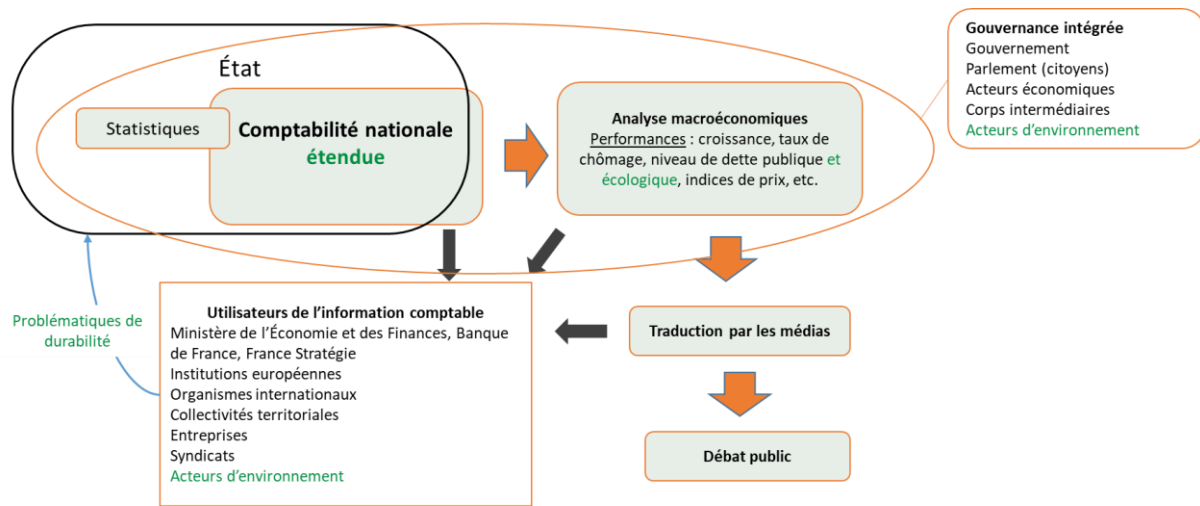 État
Statistiques
Comptabilité nationale
étendue
Analyse macroéconomiques
Performances : croissance, taux de
chômage, niveau de dette publique et
écologique, indices de prix, etc.
Gouvernance intégrée
Gouvernement
Parlement (citoyens)
Acteurs économiques
Corps intermédiaires
Acteurs d’environnement
Problématiques de
durabilité
Utilisateurs de l’information comptable
Ministère de l’Économie et des Finances, Banque
de France, France Stratégie
Institutions européennes
Organismes internationaux
Collectivités territoriales
Entreprises
Syndicats
Acteurs d’environnement
Traduction par les médias
Débat public